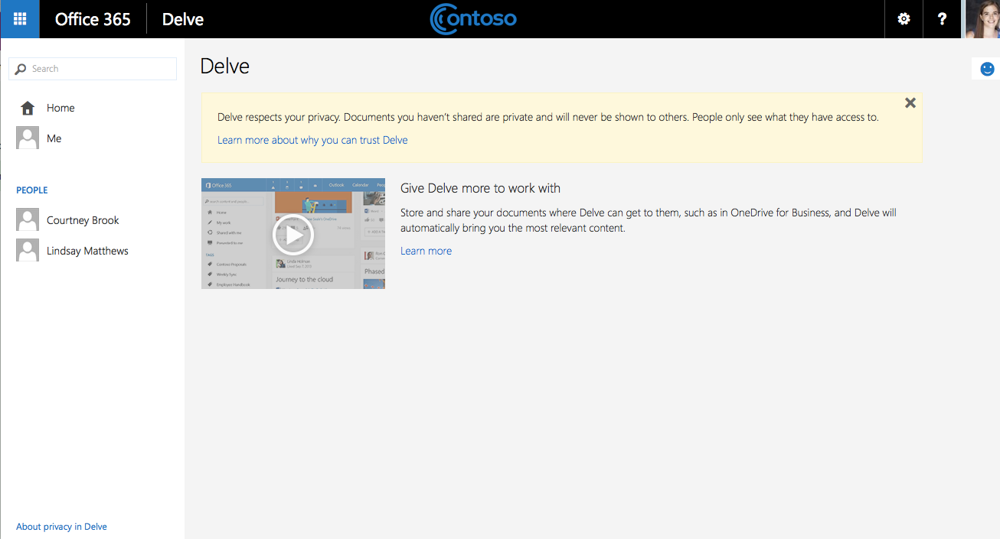 Office 365
Delve
Contoso
?
Search
Home
Me
PEOPLE
Courtney Brook
Lindsay Matthews
About privacy in Delve
Delve
Delve respects your privacy. Documents you haven't shared are private and will never be shown to others. People only see what they have access to.
Learn more about why you can trust Delve
Office 365
Outlook Calendar
Home
My work
Shared with me
Presented to me
TAGS
Contoso Proposals
Weekly Sync
Employee Handbook
Journey to the cloud
Phased
Give Delve more to work with
Store and share your documents where Delve can get to them, such as in OneDrive for Business, and Delve will
automatically bring you the most relevant content.
Learn more